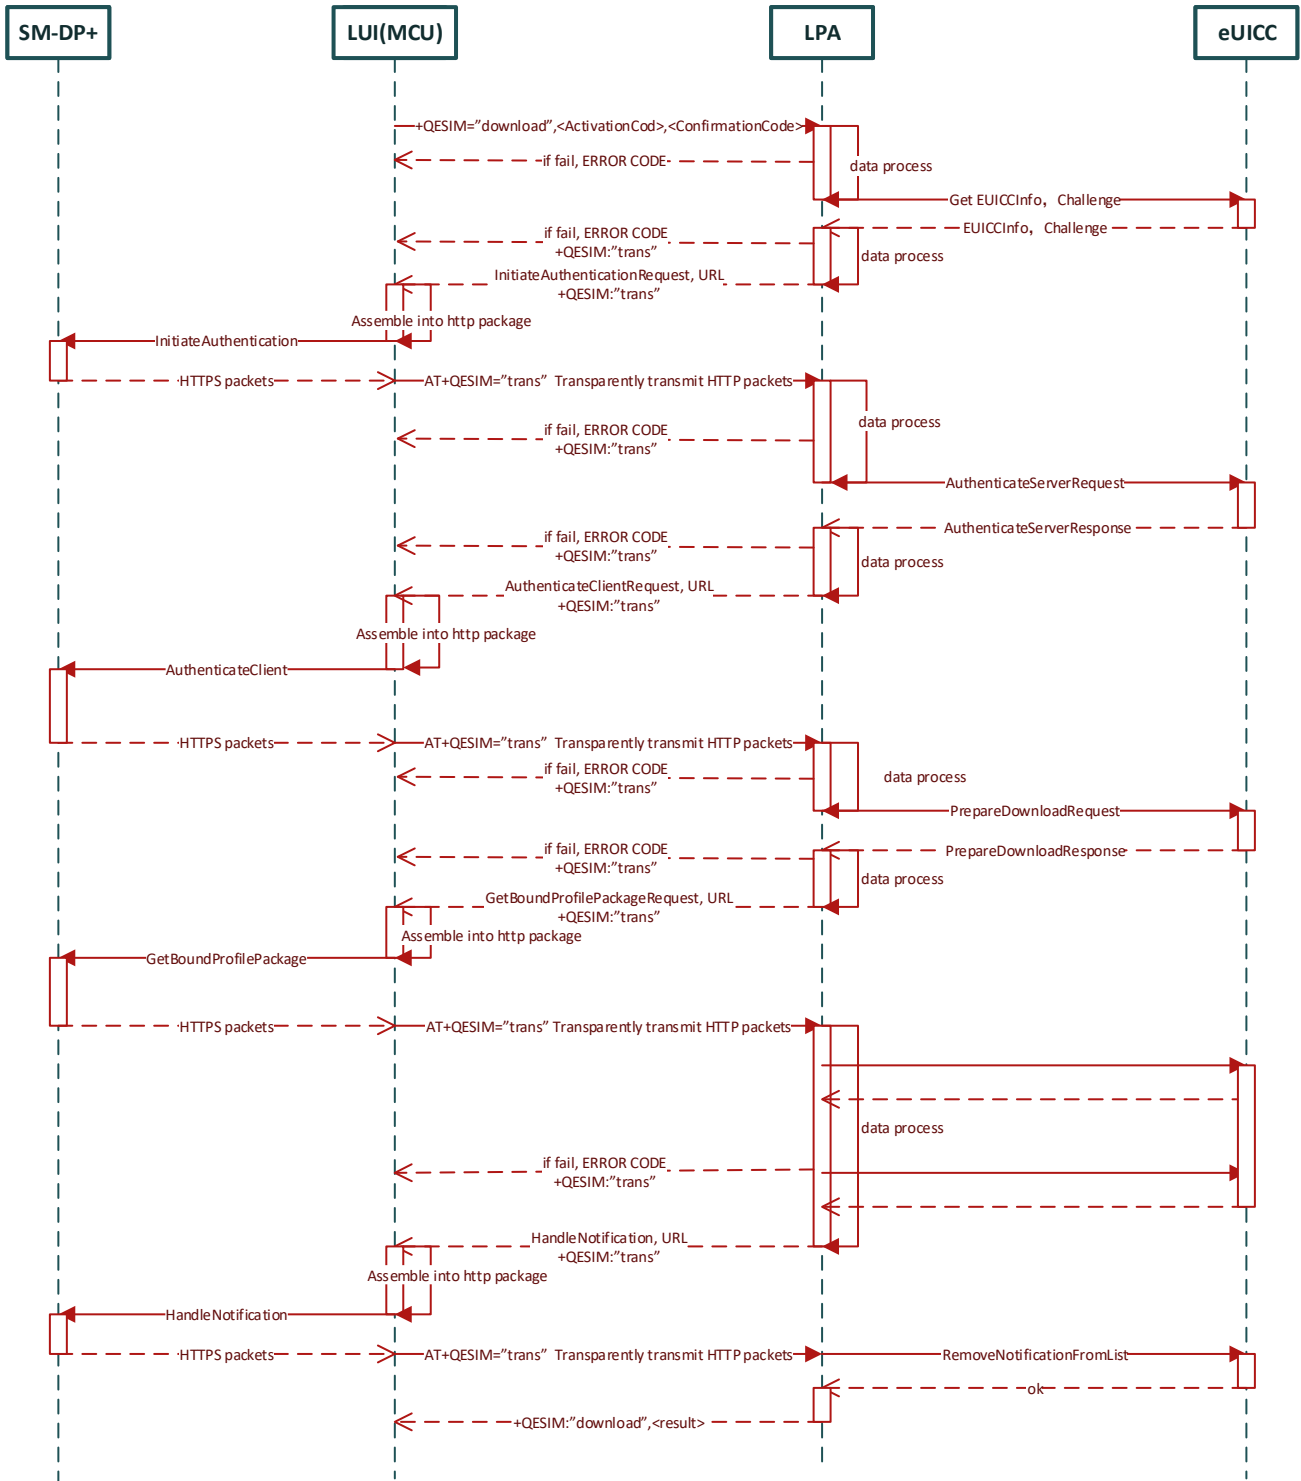 SM-DP+
LUI(MCU)
LPA
eUICC
+QESIM="download",<ActivationCod>,<ConfirmationCode>
if fail, ERROR CODE
data process
Get EUICCInfo， Challenge
EUICCInfo， Challenge
if fail, ERROR CODE
+QESIM:"trans"
data process
InitiateAuthenticationRequest, URL
+QESIM:"trans"
Assemble into http package
InitiateAuthentication
HTTPS packets
AT+QESIM="trans" Transparently transmit HTTP packets
data process
if fail, ERROR CODE
+QESIM:"trans"
AuthenticateServerRequest
AuthenticateServerResponse
if fail, ERROR CODE
+QESIM:"trans"
data process
AuthenticateClientRequest, URL
+QESIM:"trans"
Assemble into http package
AuthenticateClient
HTTPS packets
AT+QESIM="trans" Transparently transmit HTTP packets
if fail, ERROR CODE
+QESIM:"trans"
data process
PrepareDownloadRequest
PrepareDownloadResponse
if fail, ERROR CODE
+QESIM:"trans"
data process
GetBoundProfilePackageRequest, URL
+QESIM:"trans"
Assemble into http package
GetBoundProfilePackage
HTTPS packets
AT+QESIM="trans" Transparently transmit HTTP packets
data process
if fail, ERROR CODE
+QESIM:"trans"
HandleNotification, URL
+QESIM:"trans"
Assemble into http package
HandleNotification
HTTPS packets
AT+QESIM="trans" Transparently transmit HTTP packets
RemoveNotificationFromList
ok
+QESIM:"download",<result>